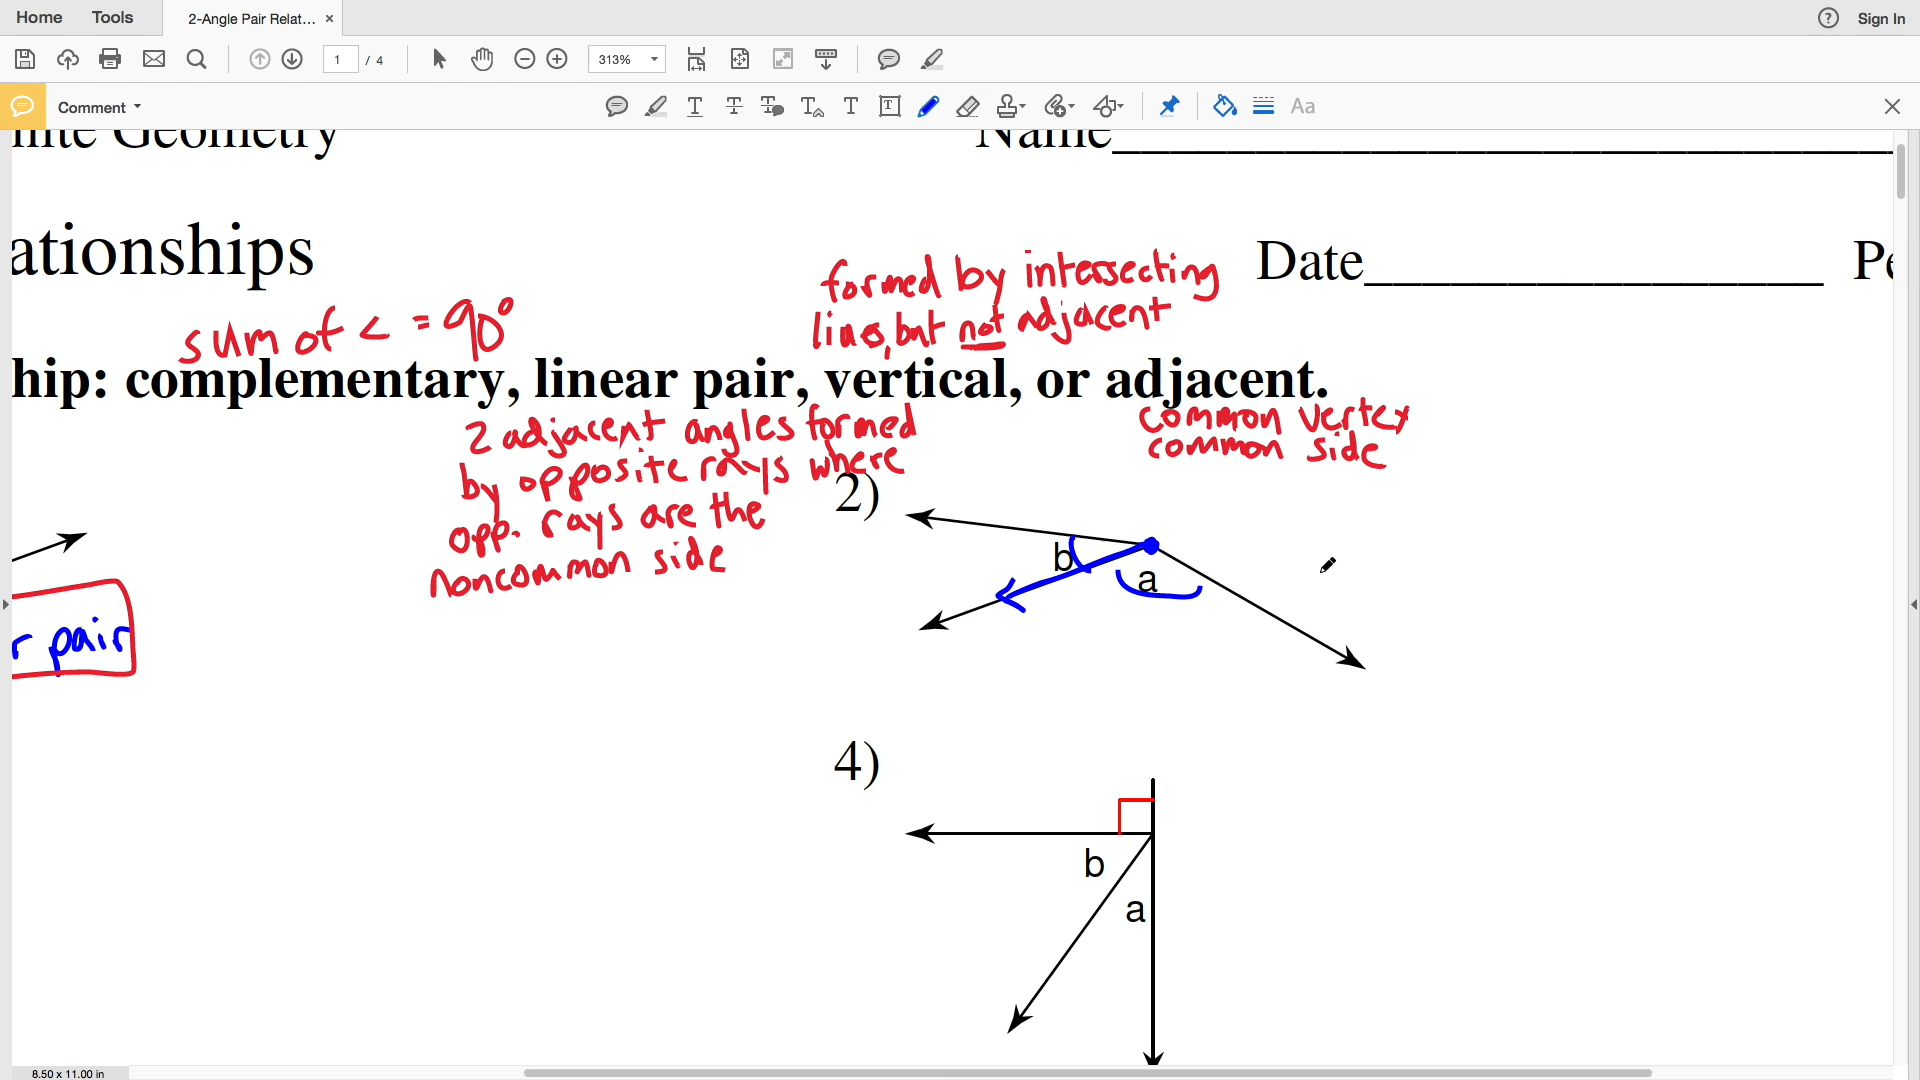 Home Tools 2-Angle Pair Relat... × ? Sign In
1 / 4 313%
Comment
T T T T T T Aa
inite Geometry Name
ationships Date Pe
formed by intersecting
lines, but not adjacent
sum of < = 90°
hip: complementary, linear pair, vertical, or adjacent.
common vertex
common side
2 adjacent angles formed
by opposite rays where
opp. rays are the
noncommon side
2)
b
a
r pair
4)
b
a
8.50 x 11.00 in